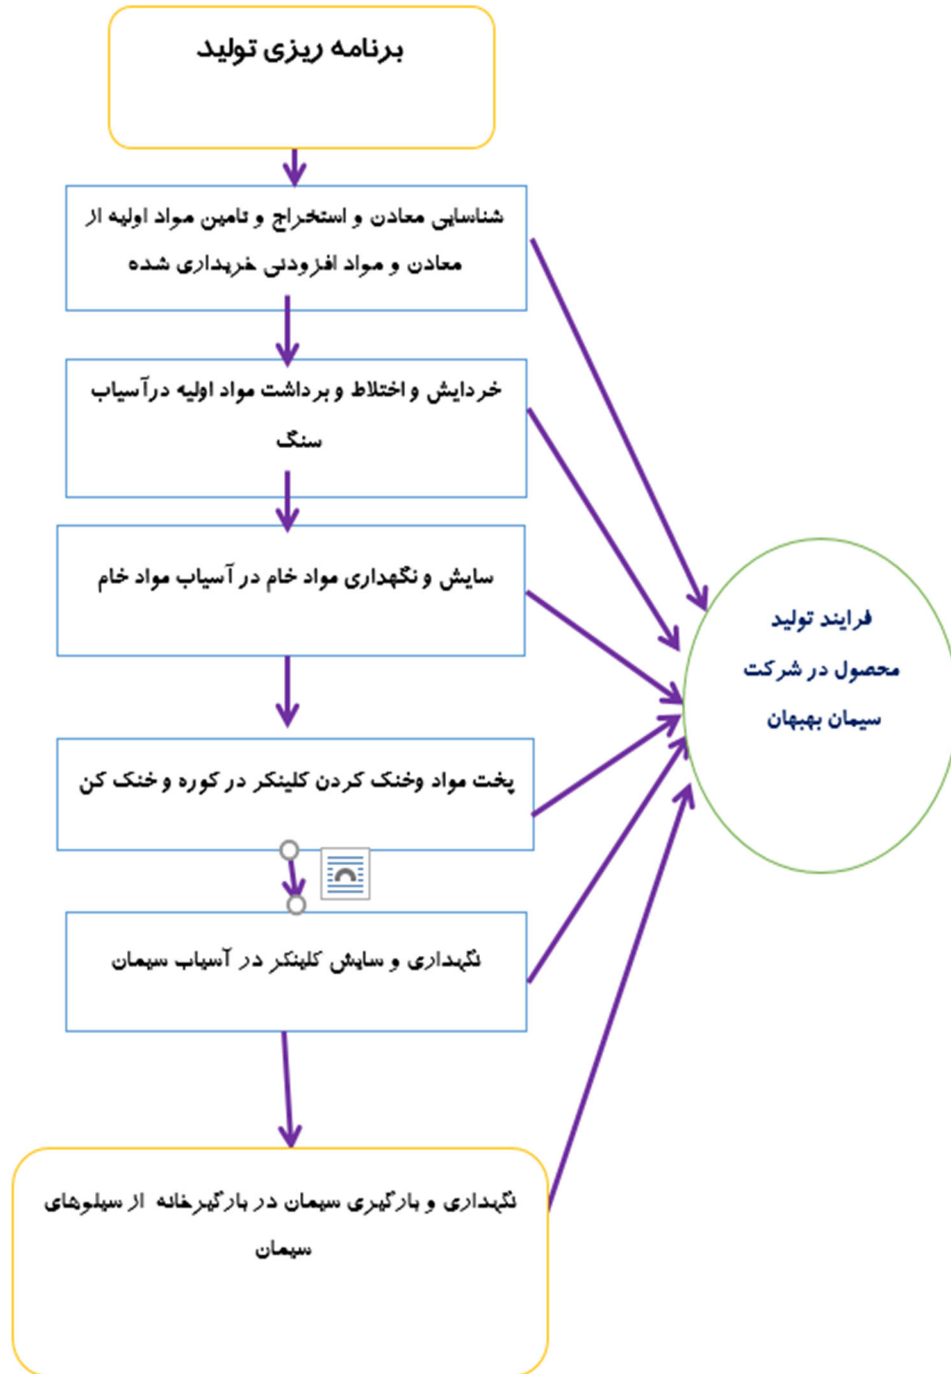 برنامه ریزی تولید
شناسایی معادن و استخراج و تامین مواد اولیه از
معادن و مواد افزودنی خریداری شده
خردایش و اختلاط و برداشت مواد اولیه درآسیاب
سنگ
سایش و نگهداری مواد خام در آسیاب مواد خام
پخت مواد وخنک کردن کلینکر در کوره و خنک کن
نگهداری و سایش کلینکر در آسیاب سیمان
نگهداری و بارگیری سیمان در بارگیرخانه از سیلوهای
سیمان
فرایند تولید
محصول در شرکت
سیمان بهبهان